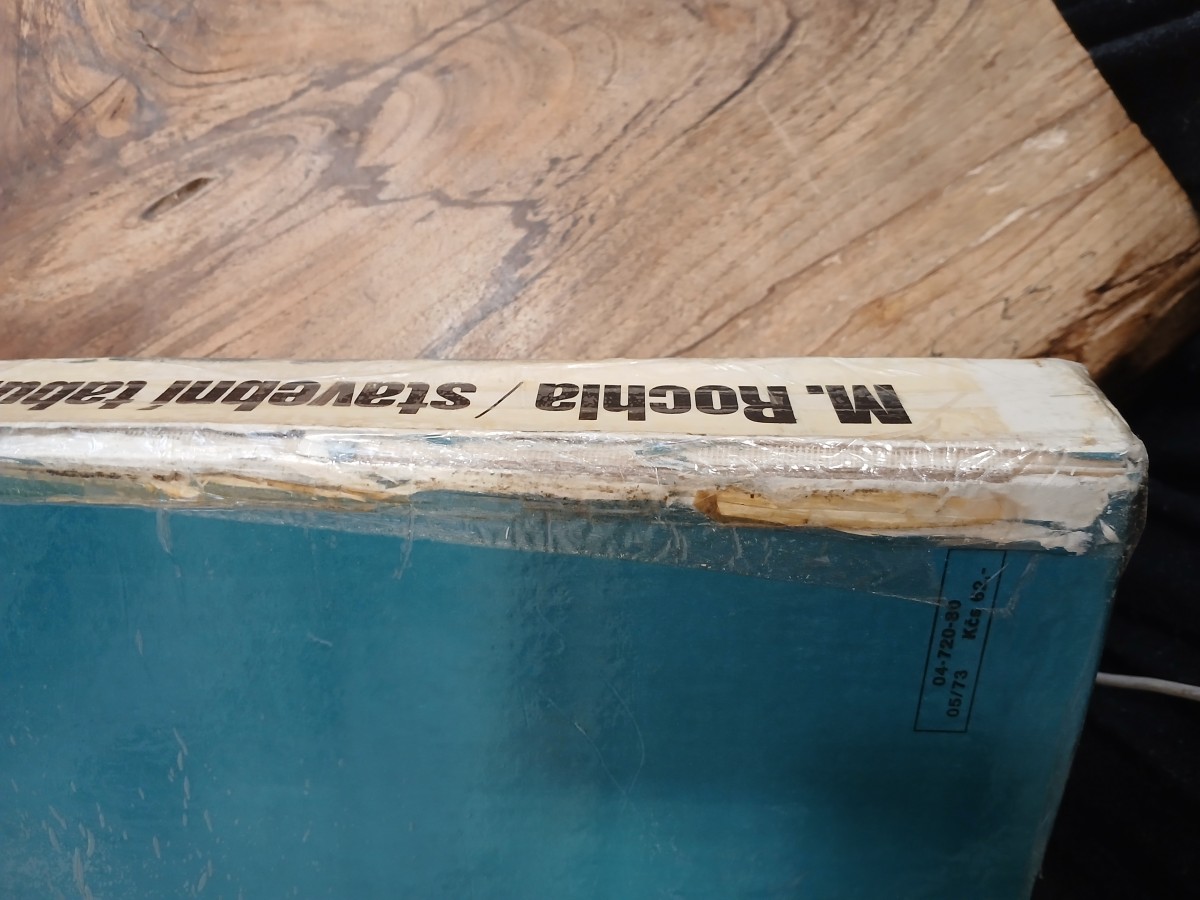 M. Rochla / stavební
04-720-80
05/73 Kčs 62,-